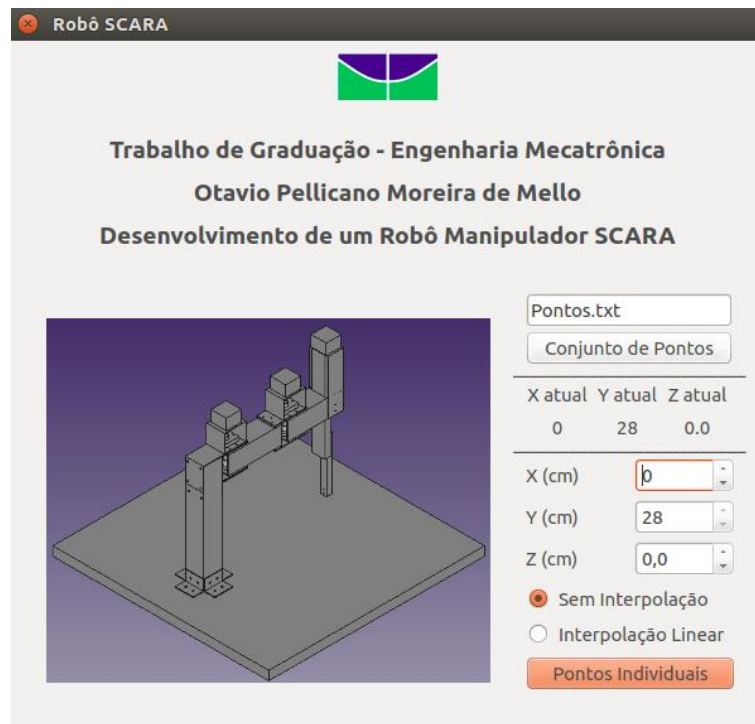 Robô SCARA
Trabalho de Graduação - Engenharia Mecatrônica
Otavio Pellicano Moreira de Mello
Desenvolvimento de um Robô Manipulador SCARA
Pontos.txt
Conjunto de Pontos
X atual Y atual Z atual
0 28 0.0
X (cm) 0
Y (cm) 28
Z (cm) 0,0
Sem Interpolação
Interpolação Linear
Pontos Individuais